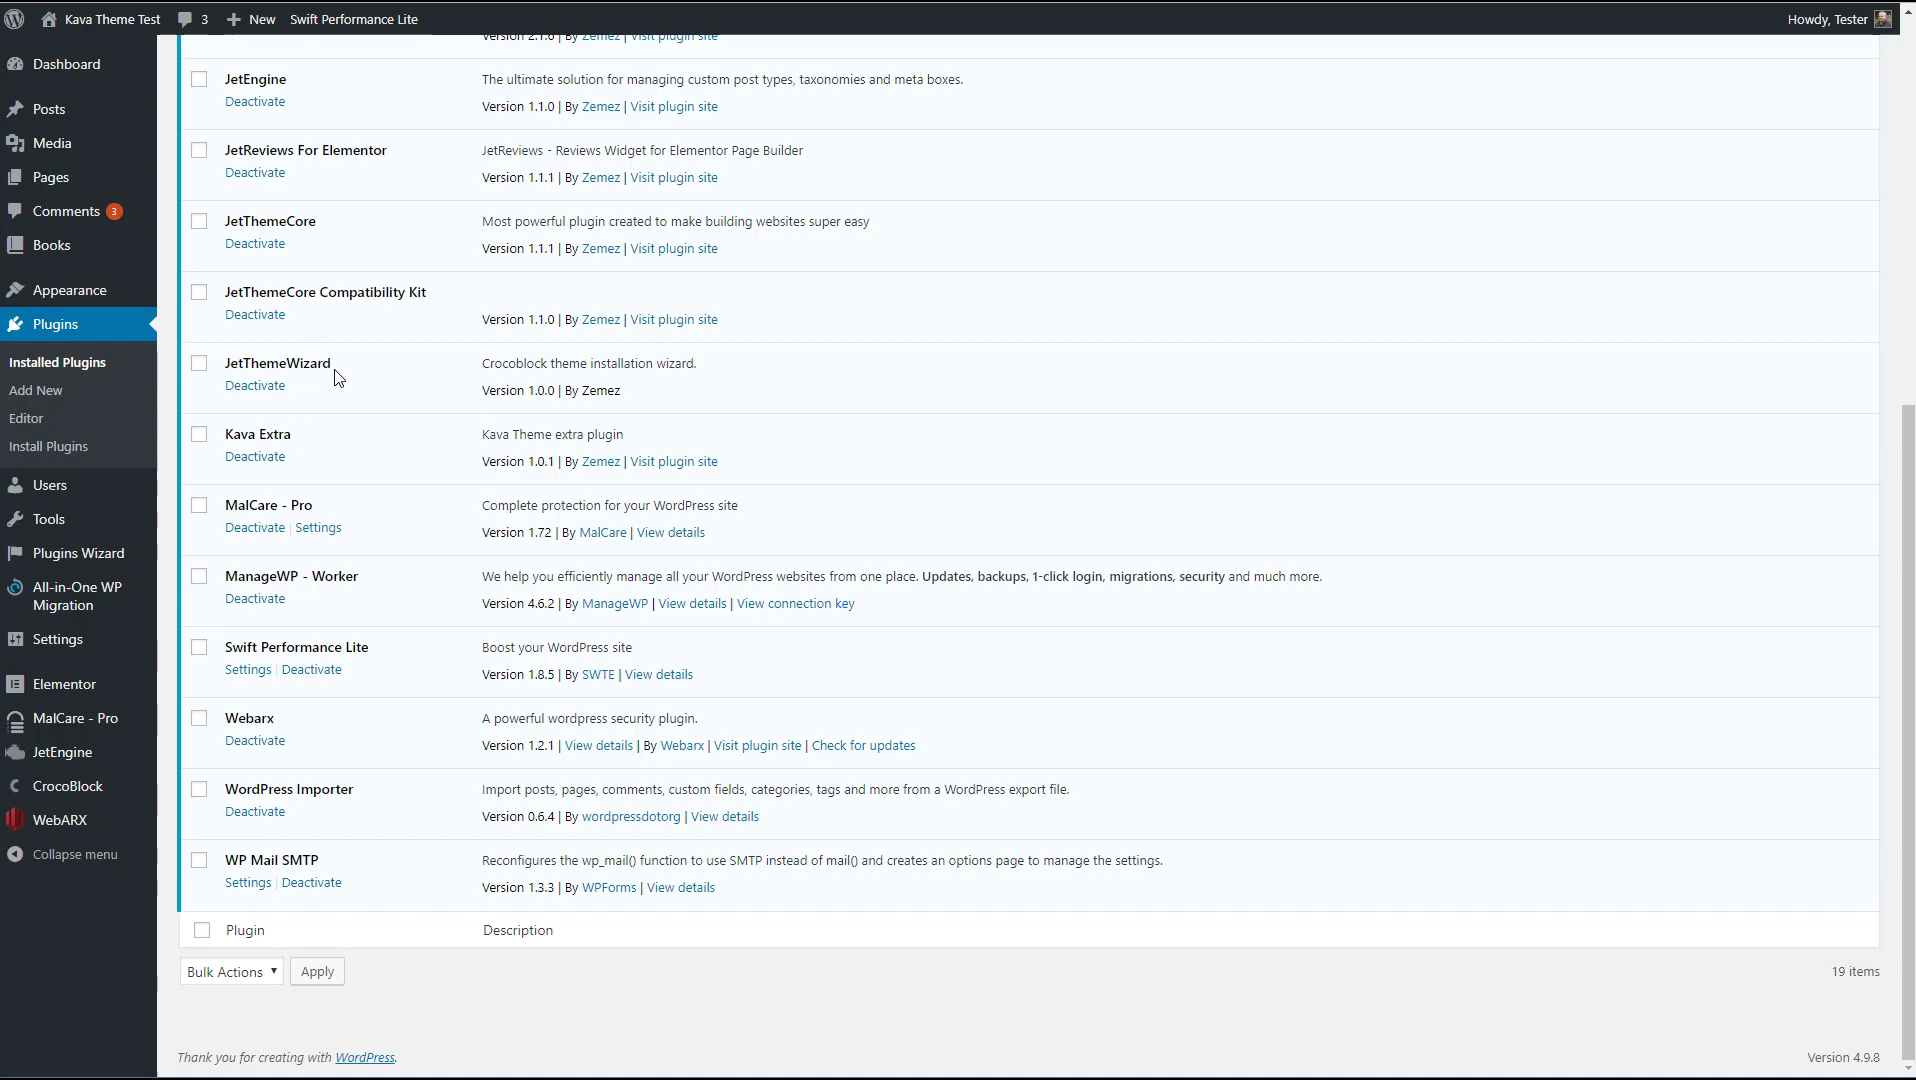 Kava Theme Test 3 New Swift Performance Lite Howdy, Tester
Dashboard
Posts
Media
Pages
Comments 3
Books
Appearance
Plugins
Installed Plugins
Add New
Editor
Install Plugins
Users
Tools
Plugins Wizard
All-in-One WP
Migration
Settings
Elementor
MalCare - Pro
JetEngine
CrocoBlock
WebARX
Collapse menu
Version 2.1.6 | By Zemez | Visit plugin site
JetEngine
Deactivate
The ultimate solution for managing custom post types, taxonomies and meta boxes.
Version 1.1.0 | By Zemez | Visit plugin site
JetReviews For Elementor
Deactivate
JetReviews - Reviews Widget for Elementor Page Builder
Version 1.1.1 | By Zemez | Visit plugin site
JetThemeCore
Deactivate
Most powerful plugin created to make building websites super easy
Version 1.1.1 | By Zemez | Visit plugin site
JetThemeCore Compatibility Kit
Deactivate
Version 1.1.0 | By Zemez | Visit plugin site
JetThemeWizard
Deactivate
Crocoblock theme installation wizard.
Version 1.0.0 | By Zemez
Kava Extra
Deactivate
Kava Theme extra plugin
Version 1.0.1 | By Zemez | Visit plugin site
MalCare - Pro
Deactivate | Settings
Complete protection for your WordPress site
Version 1.72 | By MalCare | View details
ManageWP - Worker
Deactivate
We help you efficiently manage all your WordPress websites from one place. Updates, backups, 1-click login, migrations, security and much more.
Version 4.6.2 | By ManageWP | View details | View connection key
Swift Performance Lite
Settings | Deactivate
Boost your WordPress site
Version 1.8.5 | By SWTE | View details
Webarx
Deactivate
A powerful wordpress security plugin.
Version 1.2.1 | View details | By Webarx | Visit plugin site | Check for updates
WordPress Importer
Deactivate
Import posts, pages, comments, custom fields, categories, tags and more from a WordPress export file.
Version 0.6.4 | By wordpressdotorg | View details
WP Mail SMTP
Settings | Deactivate
Reconfigures the wp_mail() function to use SMTP instead of mail() and creates an options page to manage the settings.
Version 1.3.3 | By WPForms | View details
Plugin Description
Bulk Actions Apply 19 items
Thank you for creating with WordPress. Version 4.9.8